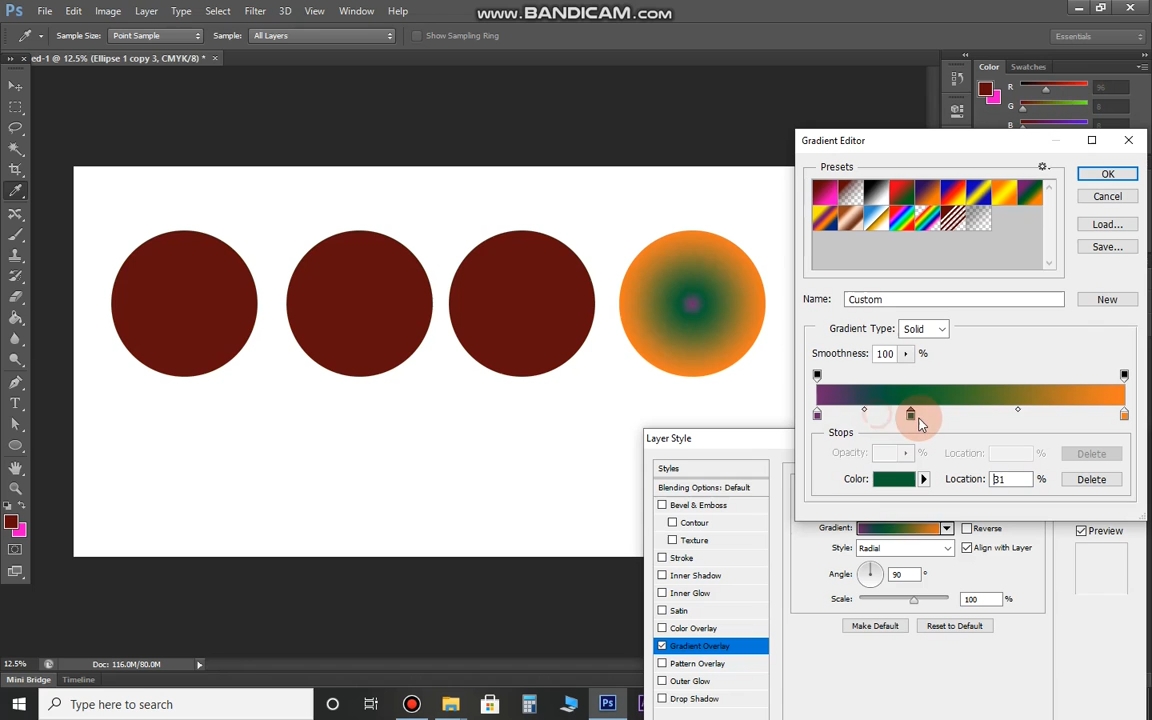 Ps File Edit Image Layer Type Select Filter 3D View Window Help
www.BANDICAM.com
Sample Size: Point Sample Sample: All Layers Show Sampling Ring Essentials
ed-1 @ 12.5% (Ellipse 1 copy 3, CMYK/8) *
Color Swatches
R 96
G 8
B
Gradient Editor
Presets
OK
Cancel
Load...
Save...
Name: Custom New
Gradient Type: Solid
Smoothness: 100 %
Stops
Opacity: % Location: % Delete
Color: Location: 31 % Delete
Layer Style
Styles
Blending Options: Default
Bevel & Emboss
Contour
Texture
Stroke
Inner Shadow
Inner Glow
Satin
Color Overlay
Gradient Overlay
Pattern Overlay
Outer Glow
Drop Shadow
Gradient: Reverse
Style: Radial Align with Layer
Angle: 90 °
Scale: 100 %
Make Default Reset to Default
Preview
12.5% Doc: 116.0M/80.0M
Mini Bridge Timeline
Type here to search
Ps